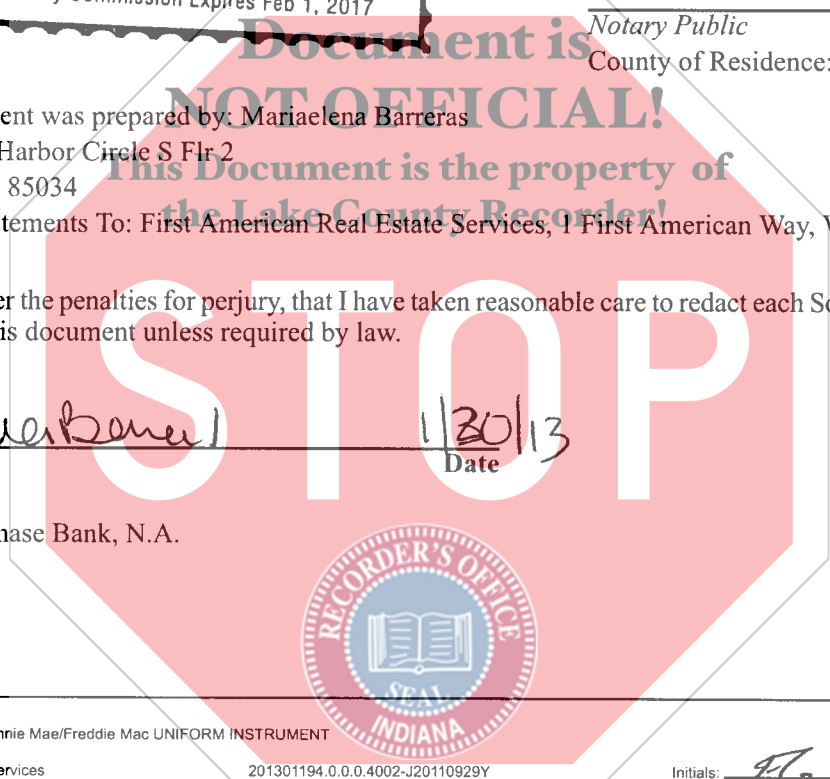 Commission Expires Feb 1, 2017
Notary Public
County of Residence:
Document is
NOT OFFICIAL!
This Document is the property of
the Lake County Recorder!
ent was prepared by: Mariaelena Barreras
Harbor Circle S Flr 2
85034
tements To: First American Real Estate Services, 1 First American Way,
er the penalties for perjury, that I have taken reasonable care to redact each So
is document unless required by law.
STOP
1/30/13
Date
hase Bank, N.A.
RECORDER'S OFFICE
SEAL
INDIANA
nnie Mae/Freddie Mac UNIFORM INSTRUMENT
ervices
201301194.0.0.0.4002-J20110929Y
Initials: